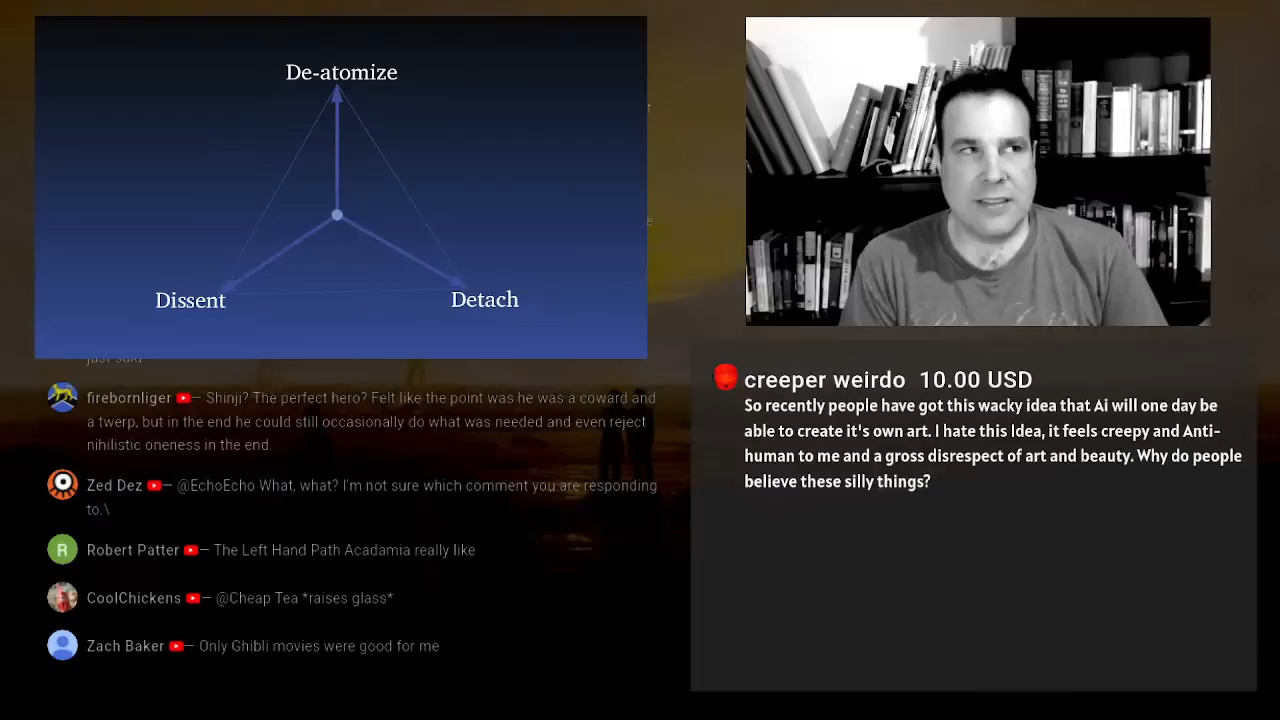 De-atomize
Dissent
Detach
just said
firebornliger — Shinji? The perfect hero? Felt like the point was he was a coward and
a twerp, but in the end he could still occasionally do what was needed and even reject
nihilistic oneness in the end.
Zed Dez — @EchoEcho What, what? I'm not sure which comment you are responding
to.\
R
Robert Patter — The Left Hand Path Acadamia really like
CoolChickens — @Cheap Tea *raises glass*
Zach Baker — Only Ghibli movies were good for me
creeper weirdo 10.00 USD
So recently people have got this wacky idea that Ai will one day be
able to create it's own art. I hate this Idea, it feels creepy and Anti-
human to me and a gross disrespect of art and beauty. Why do people
believe these silly things?